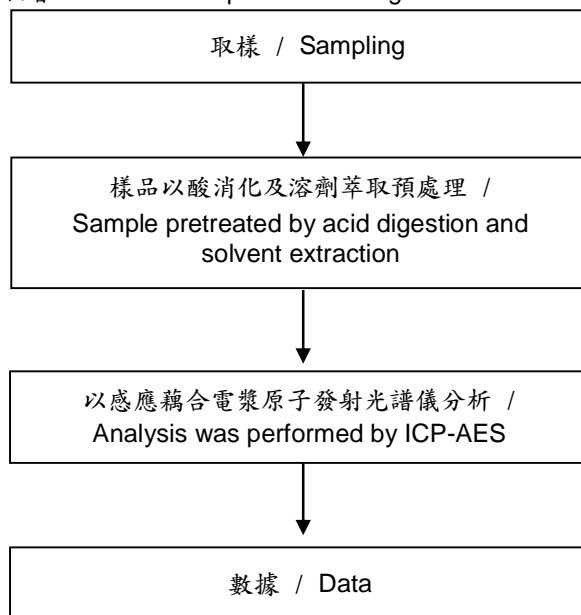 取樣 / Sampling
樣品以酸消化及溶劑萃取預處理 /
Sample pretreated by acid digestion and
solvent extraction
以感應藕合電漿原子發射光譜儀分析 /
Analysis was performed by ICP-AES
數據 / Data